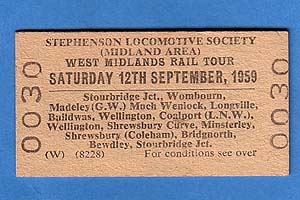 STEPHENSON LOCOMOTIVE SOCIETY
(MIDLAND AREA)
WEST MIDLANDS RAIL TOUR
SATURDAY 12TH SEPTEMBER, 1959
Stourbridge Jct., Wombourn,
Madeley (G.W.) Much Wenlock, Longville,
Buildwas, Wellington, Coalport (L.N.W.),
Wellington, Shrewsbury Curve, Minsterley,
Shrewsbury (Coleham), Bridgnorth,
Bewdley, Stourbridge Jct.
(W) (8228) For conditions see over
0030
0030